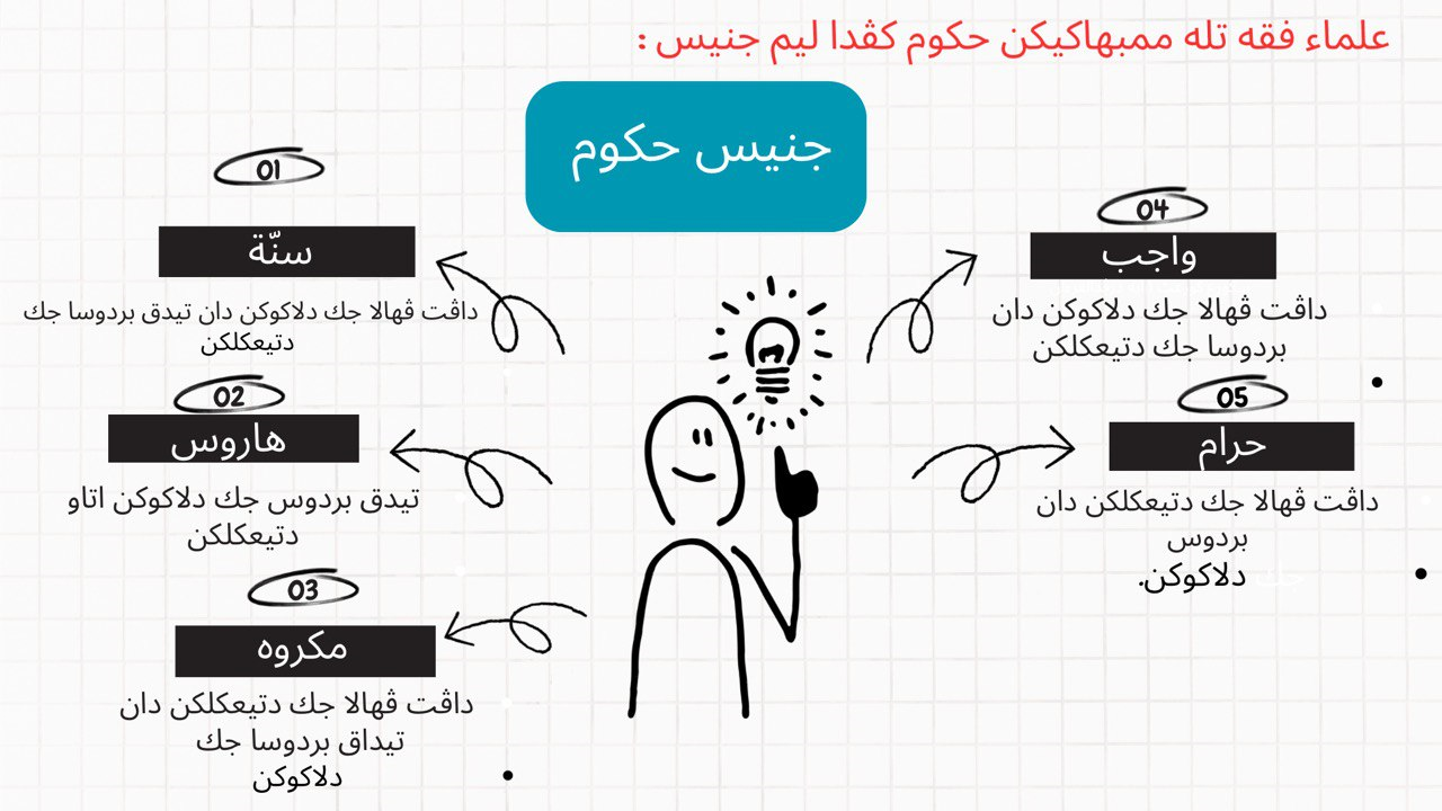 علماء فقه تله ممبهاكيكن حكوم كڤدا ليم جنيس :
جنيس حكوم
01
سنّة
داڤت ڤهالا جك دلاكوكن دان تيدق بردوسا جك
دتيعكلكن
02
هاروس
تيدق بردوس جك دلاكوكن اتاو
دتيعكلكن
03
مكروه
داڤت ڤهالا جك دتيعكلكن دان
تيداق بردوسا جك
دلاكوكن
04
واجب
داڤت ڤهالا جك دلاكوكن دان
بردوسا جك دتيعكلكن
05
حرام
داڤت ڤهالا جك دتيعكلكن دان
بردوس
جك دلاكوكن.